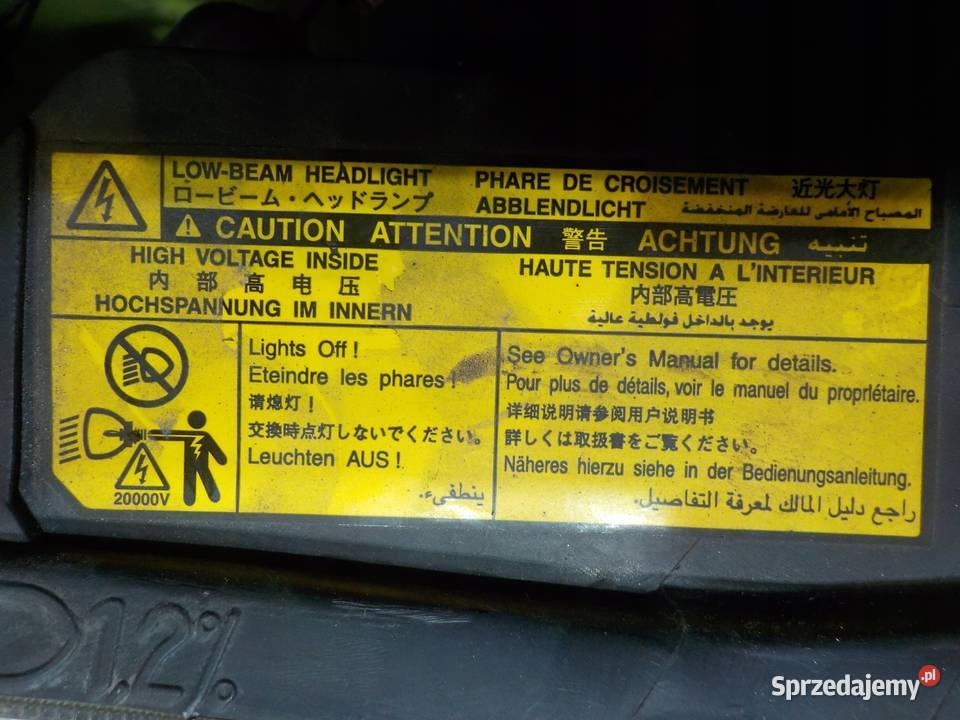 LOW-BEAM HEADLIGHT
ロービーム・ヘッドランプ
PHARE DE CROISEMENT 近光大灯
ABBLENDLICHT المصباح الأمامى للعارضة المنخفضة
CAUTION ATTENTION 警告 ACHTUNG تنبيه
HIGH VOLTAGE INSIDE
内部高电压
HOCHSPANNUNG IM INNERN
HAUTE TENSION A L'INTERIEUR
内部高電圧
يوجد بالداخل فولطية عالية
20000V
Lights Off !
Eteindre les phares !
请熄灯！
交換時点灯しないでください。
Leuchten AUS !
ينطفىء.
See Owner's Manual for details.
Pour plus de détails, voir le manuel du propriétaire.
详细说明请参阅用户说明书
詳しくは取扱書をご覧ください。
Näheres hierzu siehe in der Bedienungsanleitung.
راجع دليل المالك لمعرفة التفاصيل.
1.2%
Sprzedajemy.pl